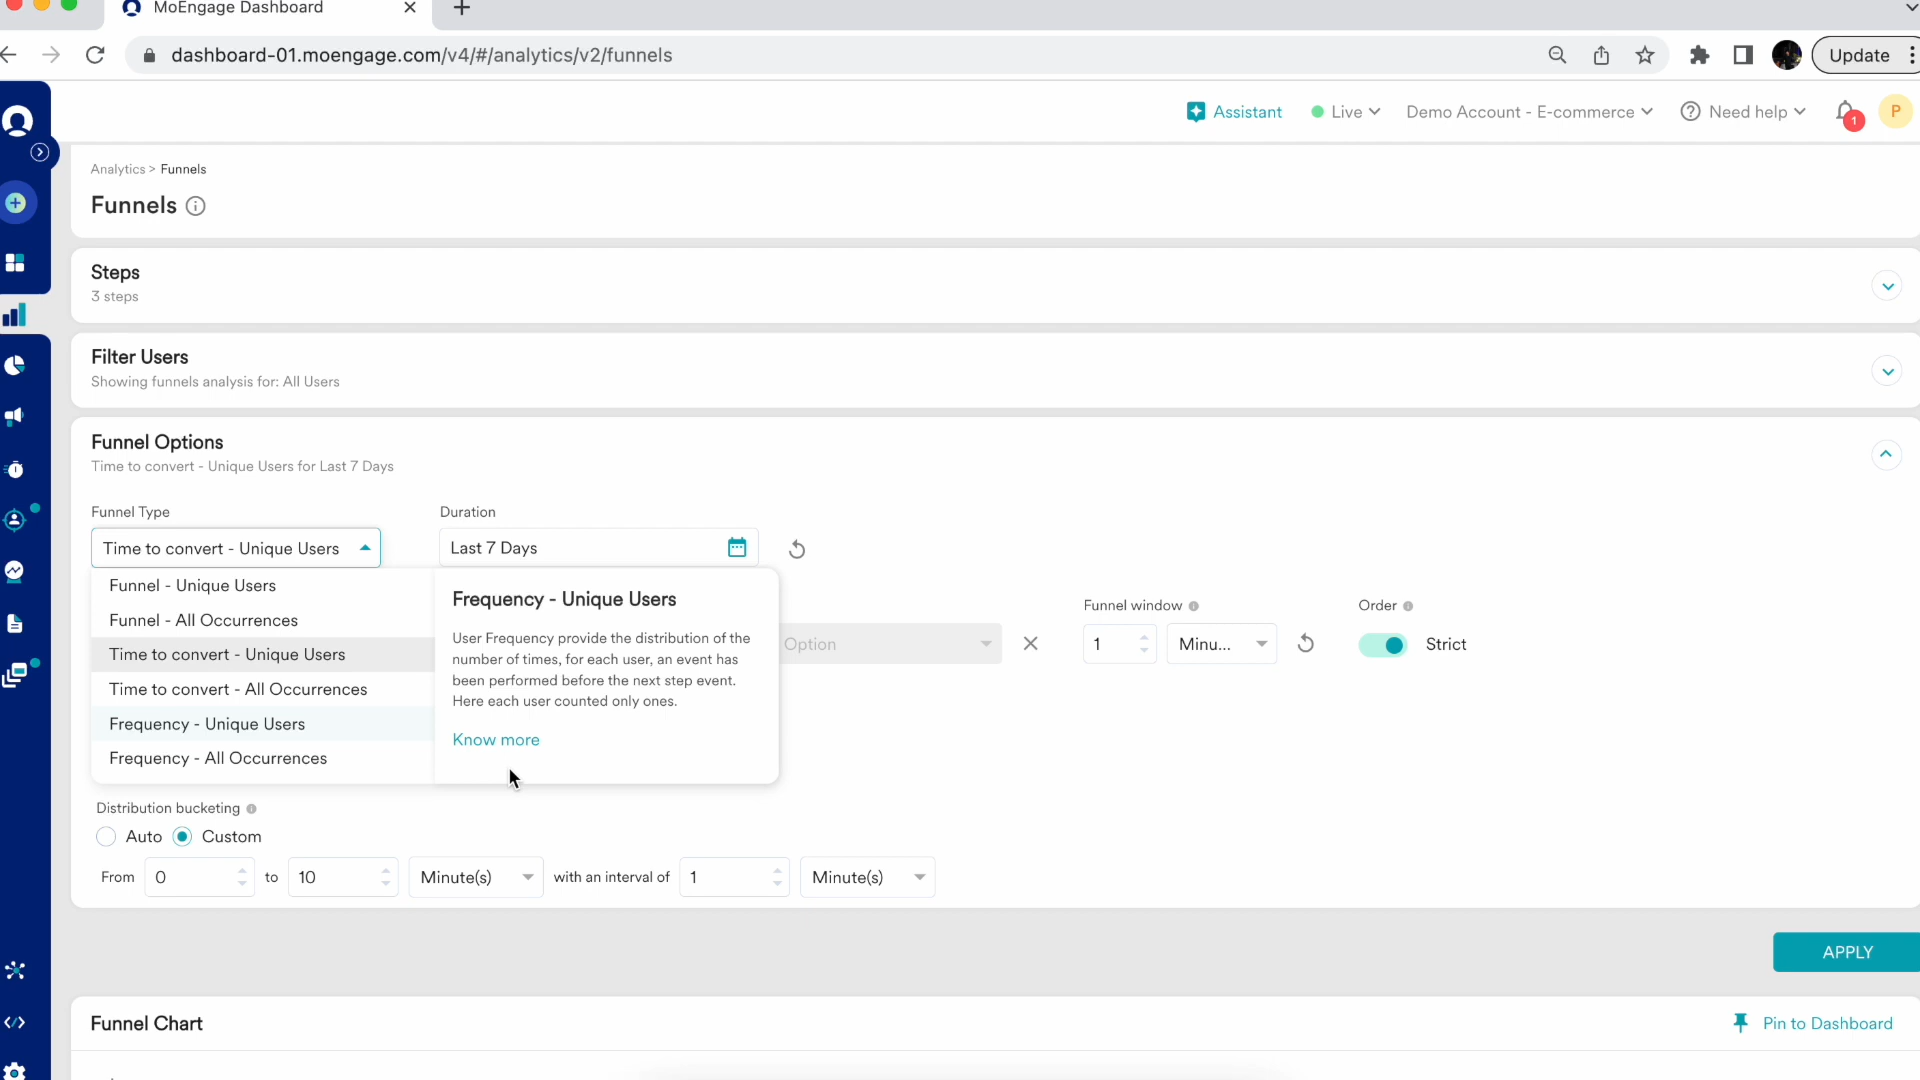 MoEngage Dashboard
dashboard-01.moengage.com/v4/#/analytics/v2/funnels
Update
Assistant
Live
Demo Account - E-commerce
Need help
1
P
Analytics > Funnels
Funnels
Steps
3 steps
Filter Users
Showing funnels analysis for: All Users
Funnel Options
Time to convert - Unique Users for Last 7 Days
Funnel Type
Duration
Time to convert - Unique Users
Last 7 Days
Funnel - Unique Users
Funnel - All Occurrences
Time to convert - Unique Users
Time to convert - All Occurrences
Frequency - Unique Users
Frequency - All Occurrences
Frequency - Unique Users
User Frequency provide the distribution of the
number of times, for each user, an event has
been performed before the next step event.
Here each user counted only ones.
Know more
Option
Funnel window
1
Minu...
Order
Strict
Distribution bucketing
Auto
Custom
From 0 to 10 Minute(s) with an interval of 1 Minute(s)
APPLY
Funnel Chart
Pin to Dashboard